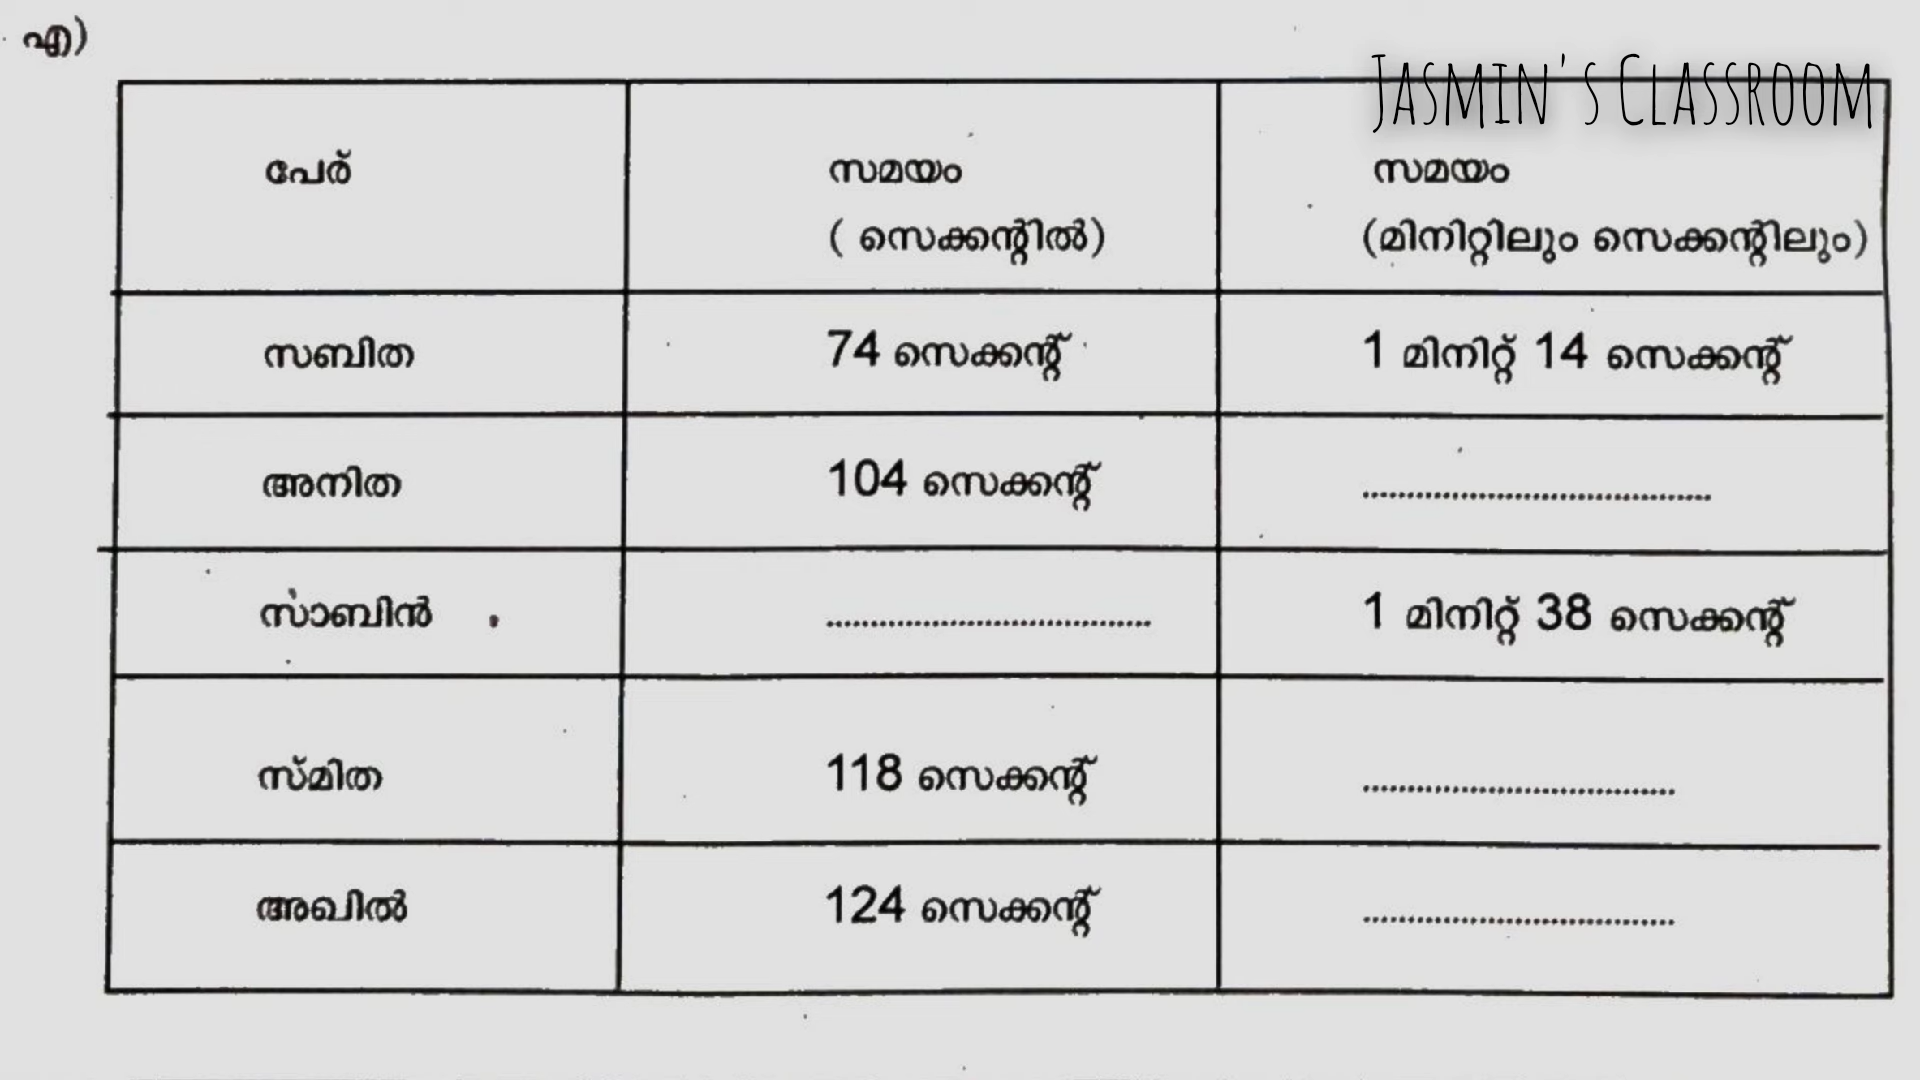 എ)
JASMIN'S CLASSROOM
പേര് സമയം സമയം
( സെക്കന്റിൽ) (മിനിറ്റിലും സെക്കന്റിലും)
സബിത 74 സെക്കന്റ് 1 മിനിറ്റ് 14 സെക്കന്റ്
അനിത 104 സെക്കന്റ് ....................................
സാബിൻ .................................... 1 മിനിറ്റ് 38 സെക്കന്റ്
സ്മിത 118 സെക്കന്റ് ....................................
അഖിൽ 124 സെക്കന്റ് ....................................